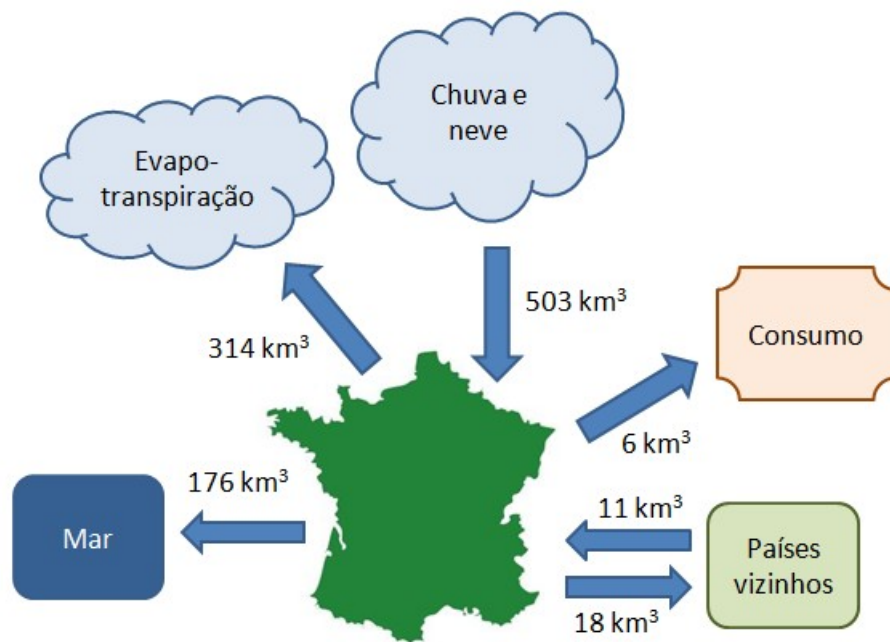 Chuva e
neve
Evapo-
transpiração
503 km³
314 km³
Consumo
6 km³
176 km³
Mar
11 km³
Países
vizinhos
18 km³